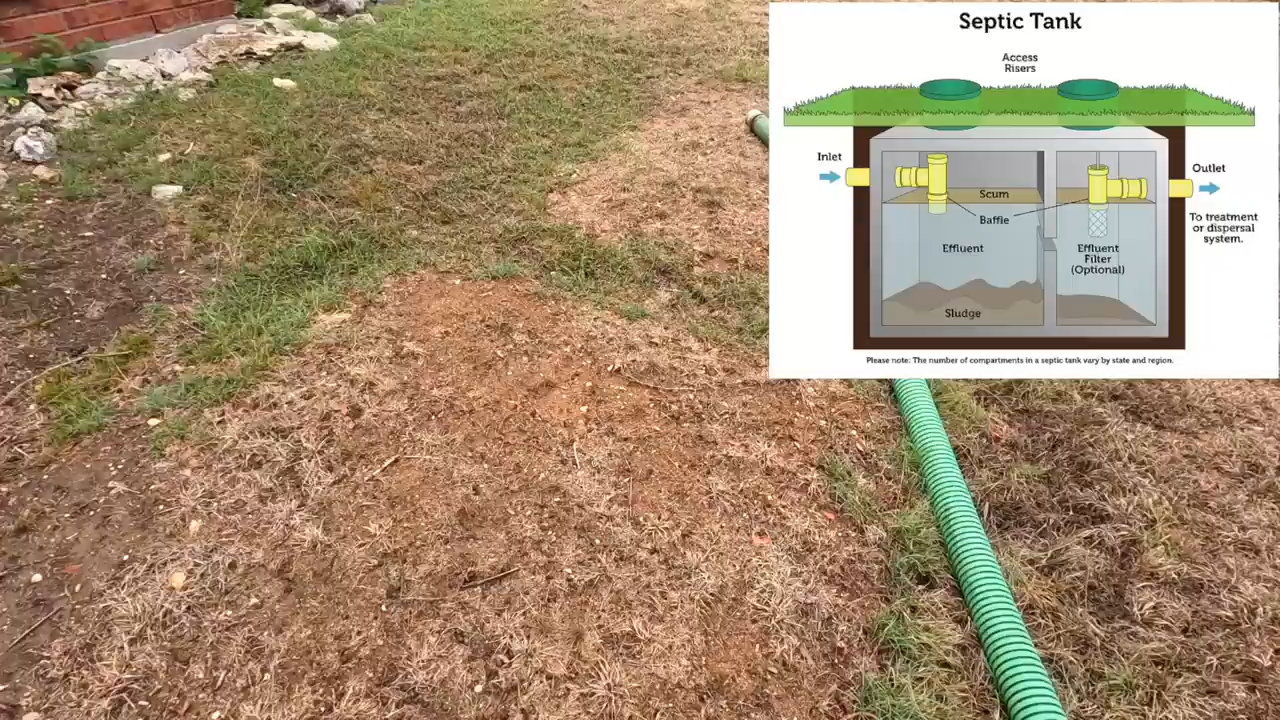 Septic Tank
Access
Risers
Inlet
Outlet
Scum
Baffle
To treatment
or dispersal
system.
Effluent
Effluent
Filter
(Optional)
Sludge
Please note: The number of compartments in a septic tank vary by state and region.